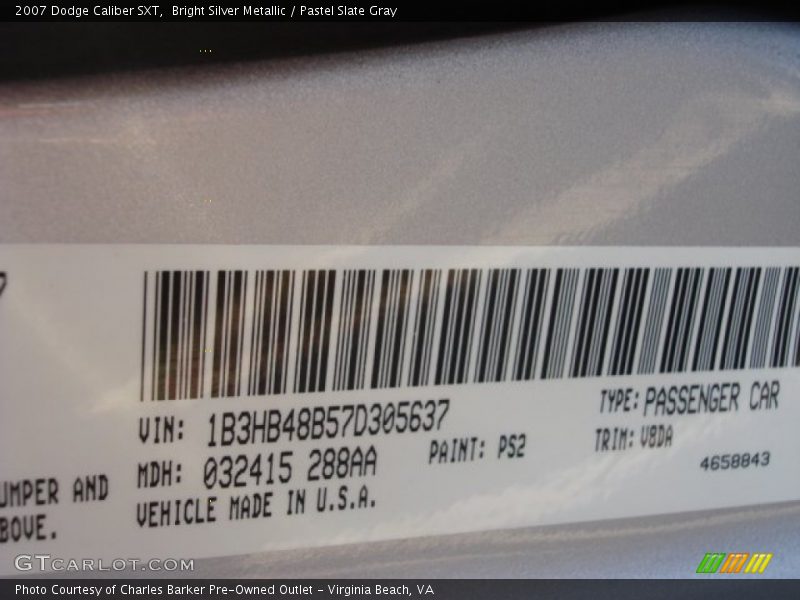 2007 Dodge Caliber SXT,  Bright Silver Metallic / Pastel Slate Gray
VIN: 1B3HB48B57D305637
TYPE: PASSENGER CAR
MDH: 032415 288AA
PAINT: PS2
TRIM: V8DA
UMPER AND
VEHICLE MADE IN U.S.A.
4658843
BOVE.
GTCARLOT.COM
Photo Courtesy of Charles Barker Pre-Owned Outlet - Virginia Beach, VA